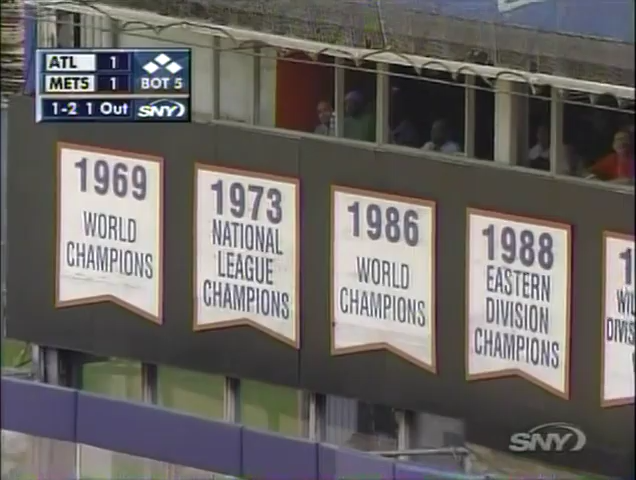 ATL 1
METS 1
BOT 5
1-2 1 Out
SNY
1969
WORLD
CHAMPIONS
1973
NATIONAL
LEAGUE
CHAMPIONS
1986
WORLD
CHAMPIONS
1988
EASTERN
DIVISION
CHAMPIONS
SNY